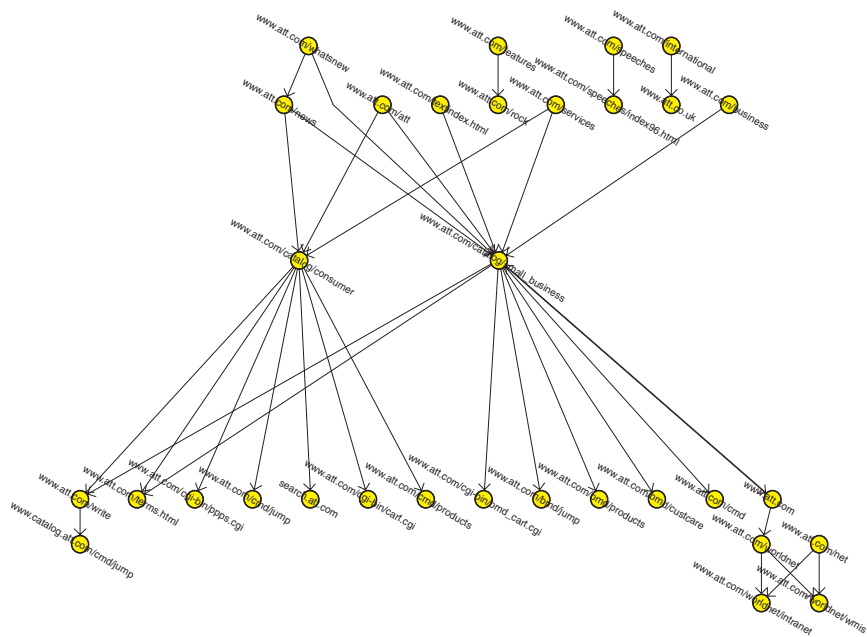 www.att.com/whatsnew
www.att.com/features
www.att.com/speeches
www.att.com/international
www.att.com/news
www.att.com/att
www.att.com/ex/index.html
www.att.com/rock
www.att.com/services
www.att.com/speeches/index96.html
www.att.co.uk
www.att.com/business
www.att.com/catalog/consumer
www.att.com/catalog/small_business
www.att.com/write
www.att.com/terms.html
www.att.com/cgi-bin/ppps.cgi
www.att.com/cmd/jump
search.att.com
www.att.com/cgi-bin/cart.cgi
www.att.com/cmd/products
www.att.com/cgi-bin/bmd_cart.cgi
www.att.com/bmd/jump
www.att.com/bmd/products
www.att.com/bmd/custcare
www.att.com/cmd
www.att.com
www.catalog.att.com/cmd/jump
www.att.com/worldnet
www.att.com/net
www.att.com/worldnet/intranet
www.att.com/worldnet/wmis